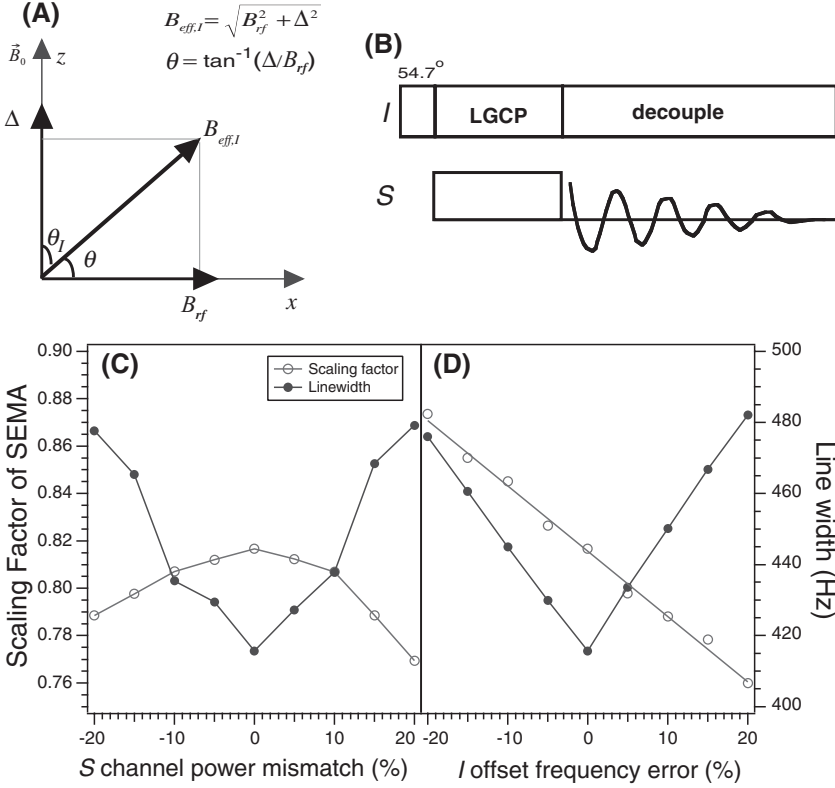 (A)
B_eff,I = √(B_rf² + Δ²)
θ = tan⁻¹(Δ/B_rf)
B⃗₀
z
Δ
B_eff,I
θ_I
θ
B_rf
x
(B)
54.7°
I
LGCP
decouple
S
(C)
Scaling factor
Linewidth
(D)
Scaling Factor of SEMA
0.90
0.88
0.86
0.84
0.82
0.80
0.78
0.76
500
480
460
440
420
400
Line width (Hz)
-20 -10 0 10 20
-20 -10 0 10 20
S channel power mismatch (%)
I offset frequency error (%)